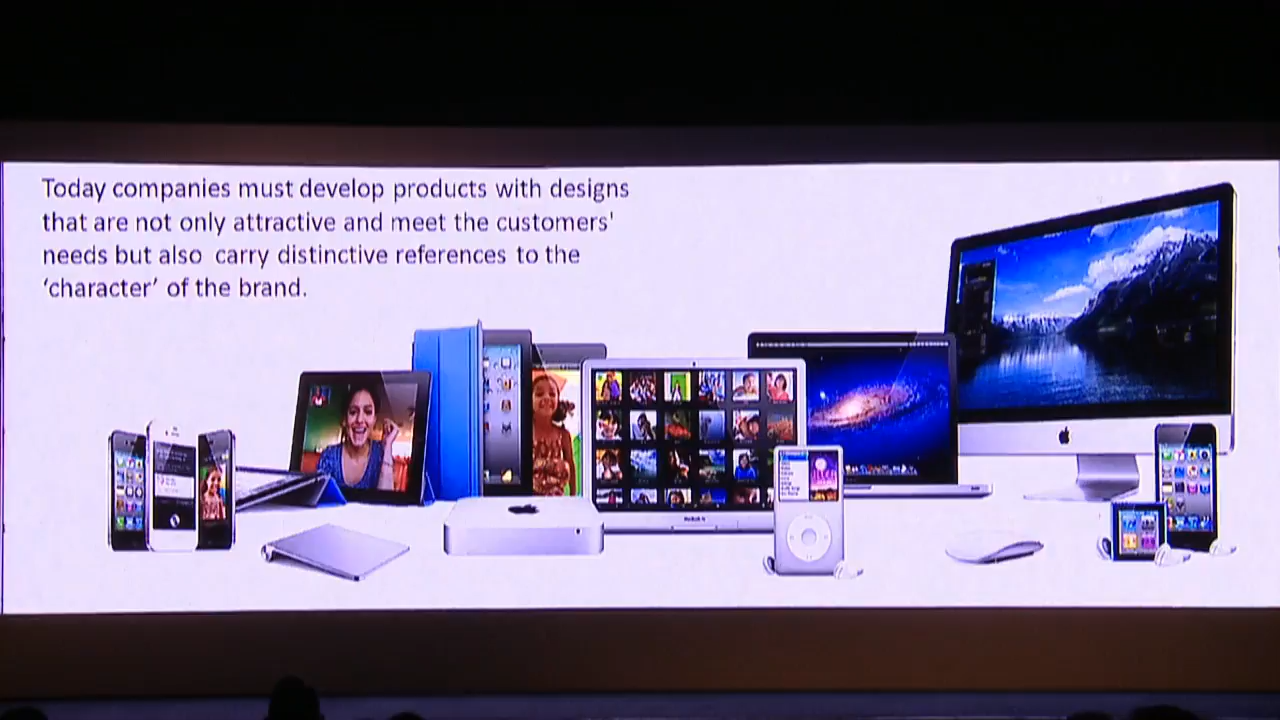 Today companies must develop products with designs
that are not only attractive and meet the customers'
needs but also carry distinctive references to the
‘character’ of the brand.